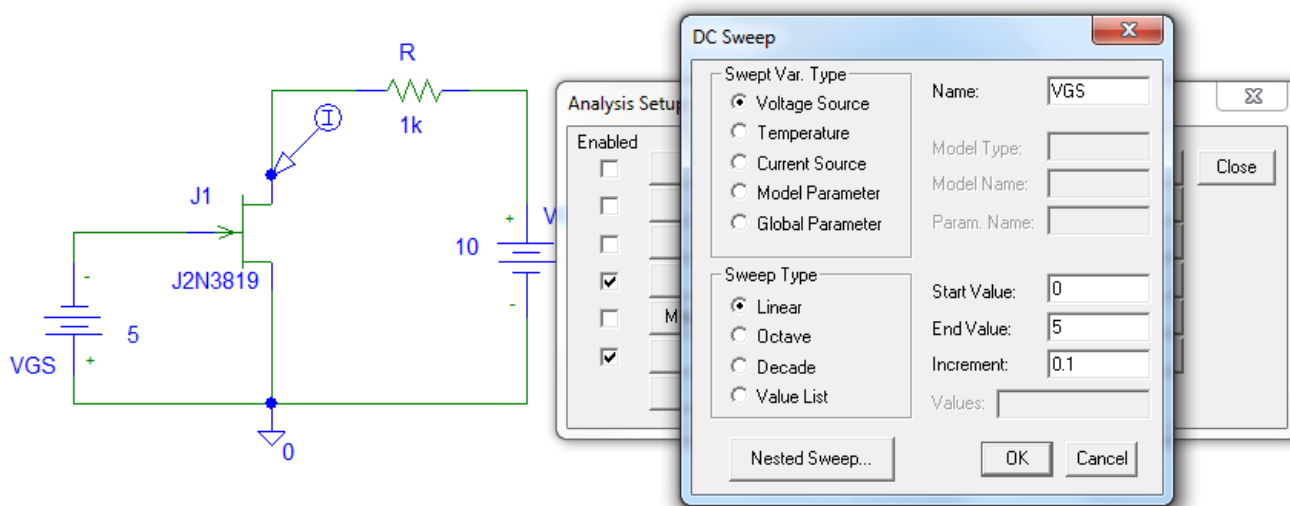 R
1k
I
J1
J2N3819
+
V
10
-
-
5
VGS
+
0
Analysis Setup
Enabled
M
Close
DC Sweep
Swept Var. Type
Voltage Source
Temperature
Current Source
Model Parameter
Global Parameter
Name: VGS
Model Type:
Model Name:
Param. Name:
Sweep Type
Linear
Octave
Decade
Value List
Start Value: 0
End Value: 5
Increment: 0.1
Values:
Nested Sweep...
OK
Cancel